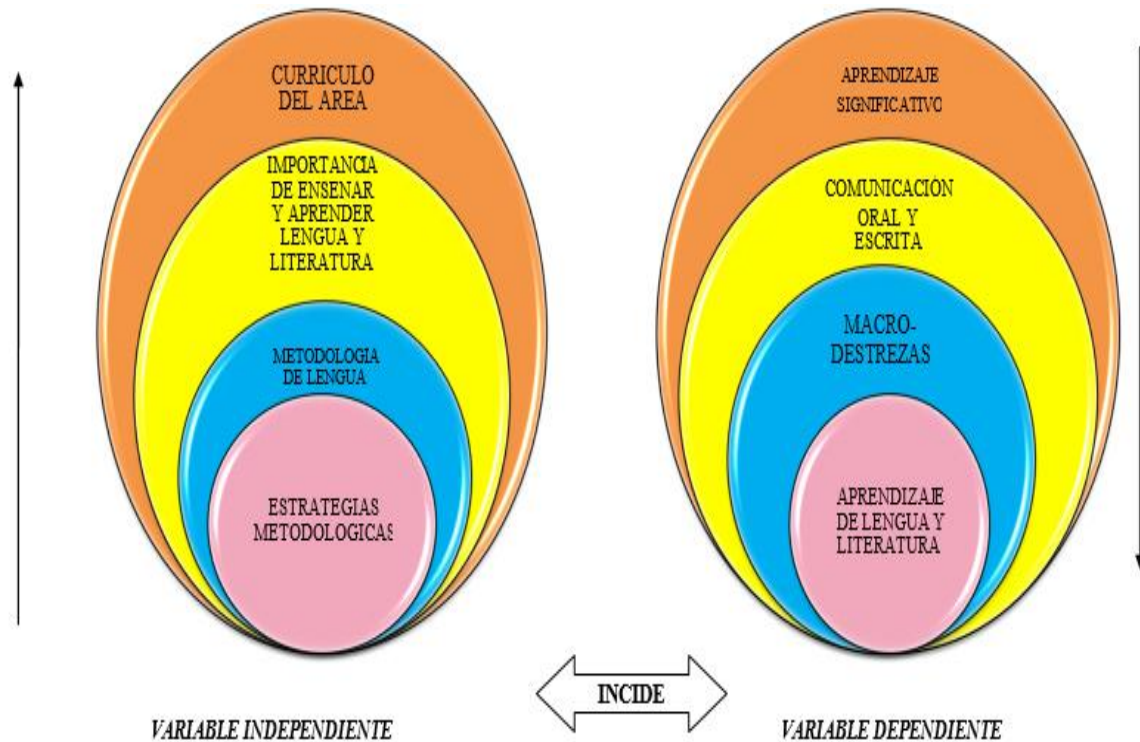 CURRICULO
DEL AREA
IMPORTANCIA
DE ENSENAR
Y APRENDER
LENGUA Y
LITERATURA
METODOLOGIA
DE LENGUA
ESTRATEGIAS
METODOLOGICAS
APRENDIZAJE
SIGNIFICATIVO
COMUNICACIÓN
ORAL Y
ESCRITA
MACRO-
DESTREZAS
APRENDIZAJE
DE LENGUA Y
LITERATURA
INCIDE
VARIABLE INDEPENDIENTE
VARIABLE DEPENDIENTE